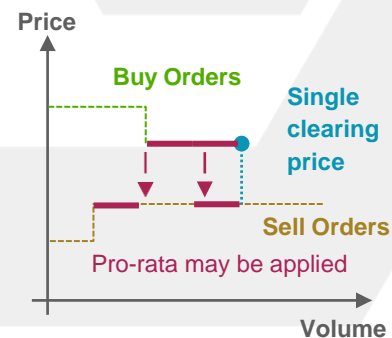 Price
Buy Orders
Single
clearing
price
Sell Orders
Pro-rata may be applied
Volume